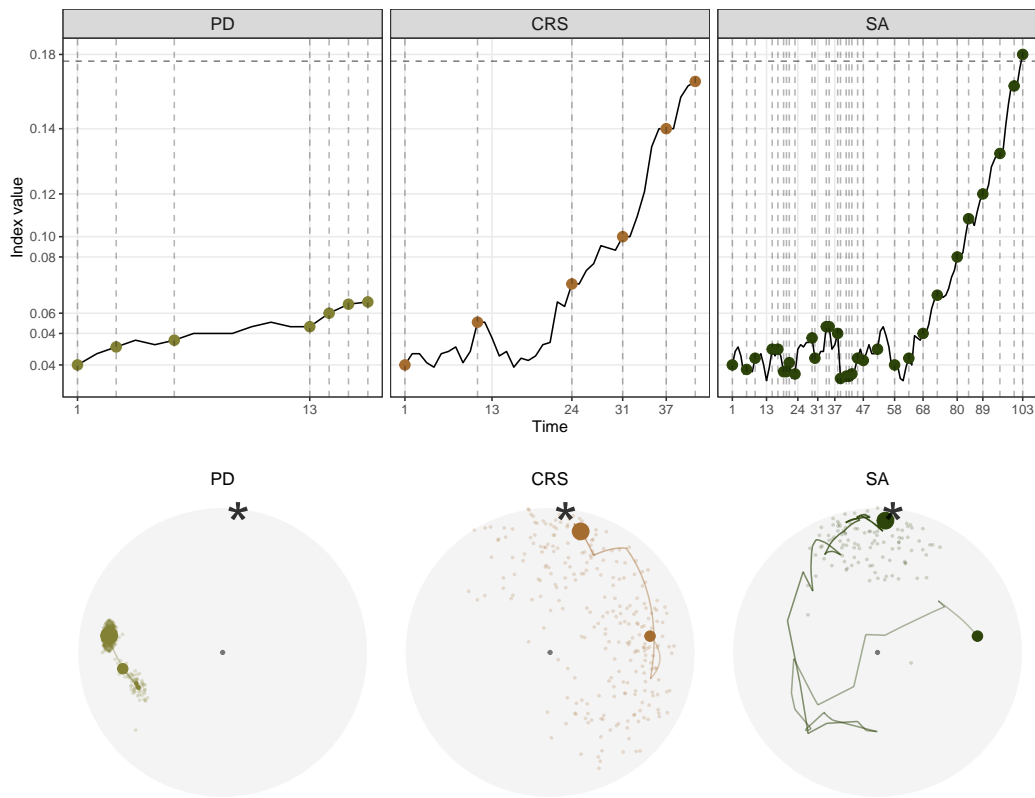 PD CRS SA
Index value
0.18
0.14
0.12
0.10
0.08
0.06
0.04
0.04
1 13 1 13 24 31 37 1 13 24 31 37 47 58 68 80 89 103
Time
PD CRS SA
* * *